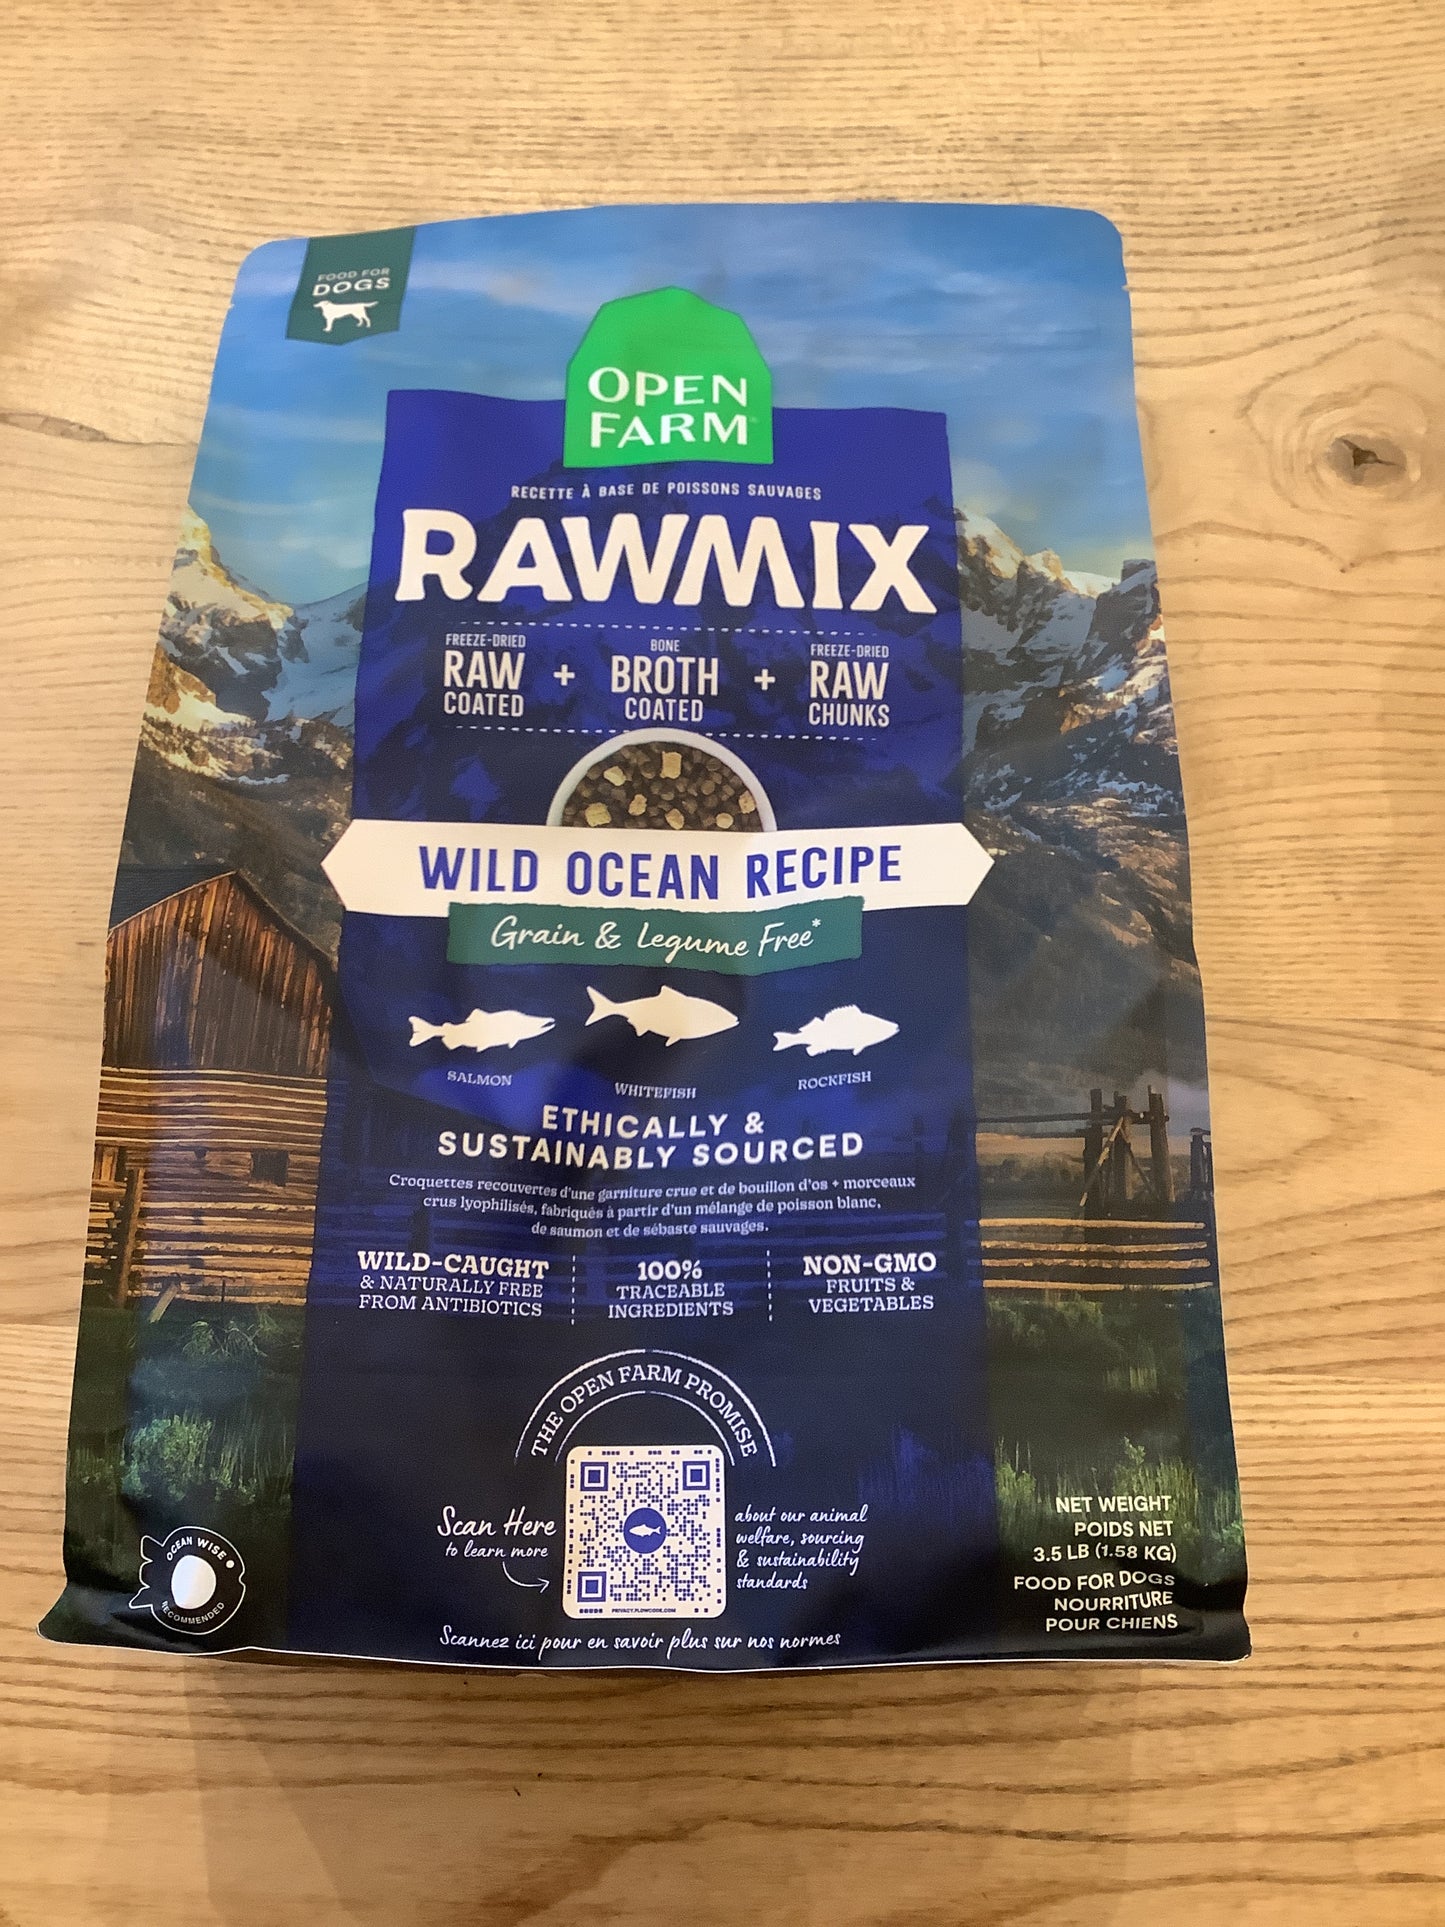 FOOD FOR
DOGS
OPEN
FARM
RECETTE À BASE DE POISSONS SAUVAGES
RAWMIX
FREEZE-DRIED
RAW
COATED
+
BONE
BROTH
COATED
+
FREEZE-DRIED
RAW
CHUNKS
WILD OCEAN RECIPE
Grain & Legume Free*
SALMON
WHITEFISH
ROCKFISH
ETHICALLY &
SUSTAINABLY SOURCED
Croquettes recouvertes d'une garniture crue et de bouillon d'os + morceaux
crus lyophilisés, fabriqués à partir d'un mélange de poisson blanc,
de saumon et de sébaste sauvages.
WILD-CAUGHT
& NATURALLY FREE
FROM ANTIBIOTICS
100%
TRACEABLE
INGREDIENTS
NON-GMO
FRUITS &
VEGETABLES
THE OPEN FARM PROMISE
Scan Here
to learn more
about our animal
welfare, sourcing
& sustainability
standards
PRIVACY.FLOWCODE.COM
Scannez ici pour en savoir plus sur nos normes
OCEAN WISE
RECOMMENDED
NET WEIGHT
POIDS NET
3.5 LB (1.58 KG)
FOOD FOR DOGS
NOURRITURE
POUR CHIENS